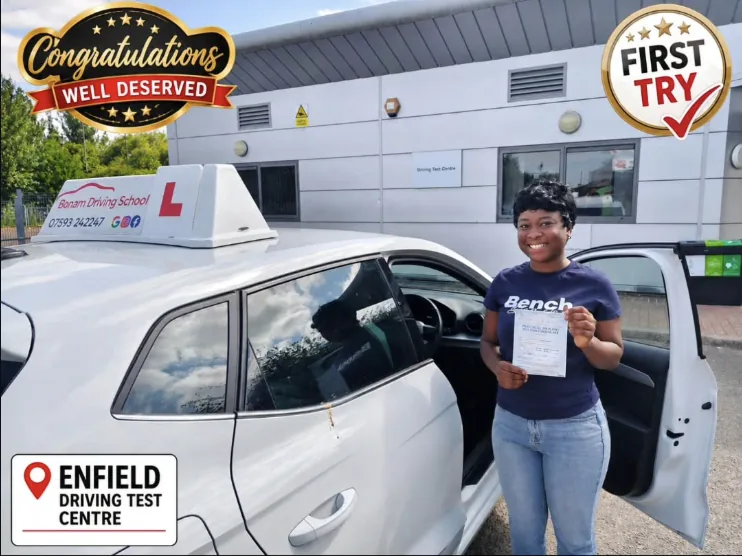 Congratulations
WELL DESERVED
FIRST
TRY
Bonam Driving School
07593 242247
L
Driving Test Centre
Bench
ENFIELD
DRIVING TEST
CENTRE